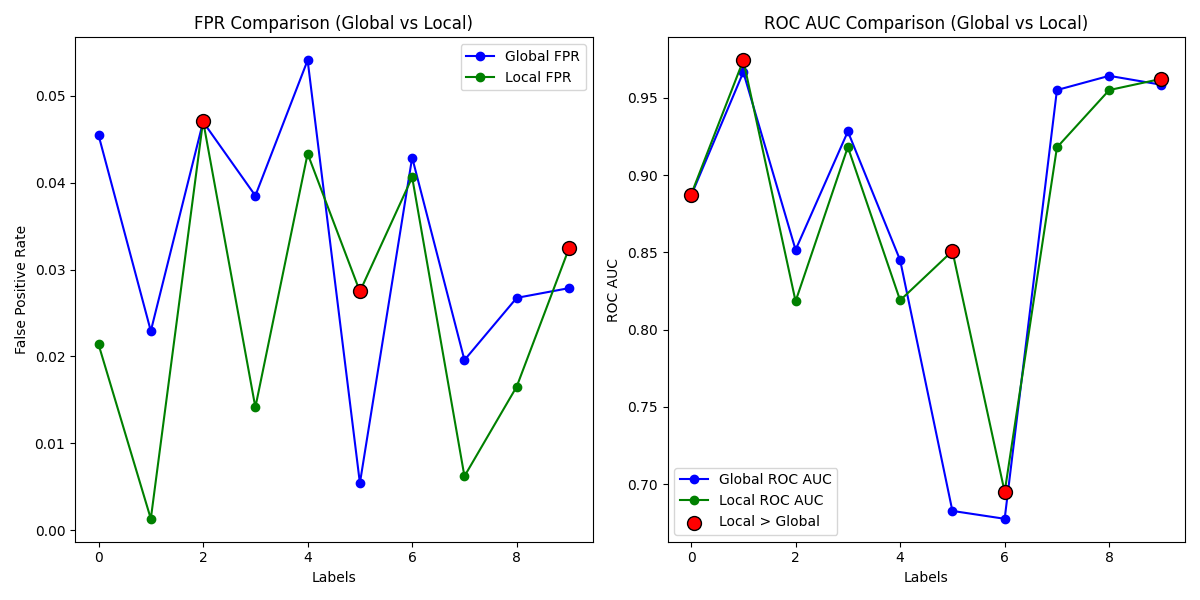 FPR Comparison (Global vs Local)
Global FPR
Local FPR
False Positive Rate
0.05
0.04
0.03
0.02
0.01
0.00
0 2 4 6 8
Labels
ROC AUC Comparison (Global vs Local)
ROC AUC
0.95
0.90
0.85
0.80
0.75
0.70
Global ROC AUC
Local ROC AUC
Local > Global
0 2 4 6 8
Labels